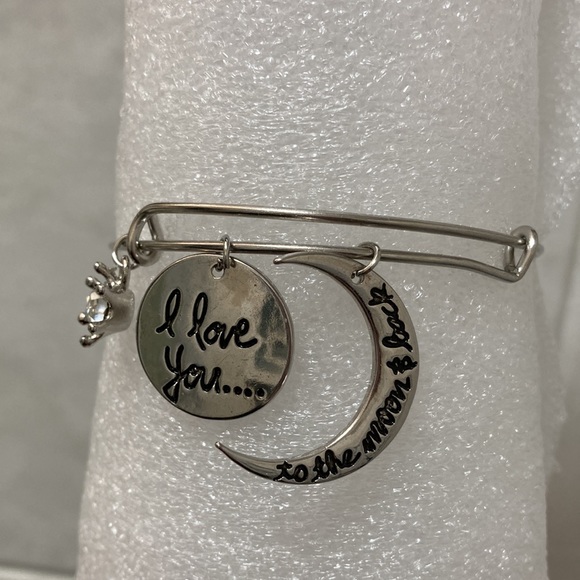 I love
you....
to the moon & back